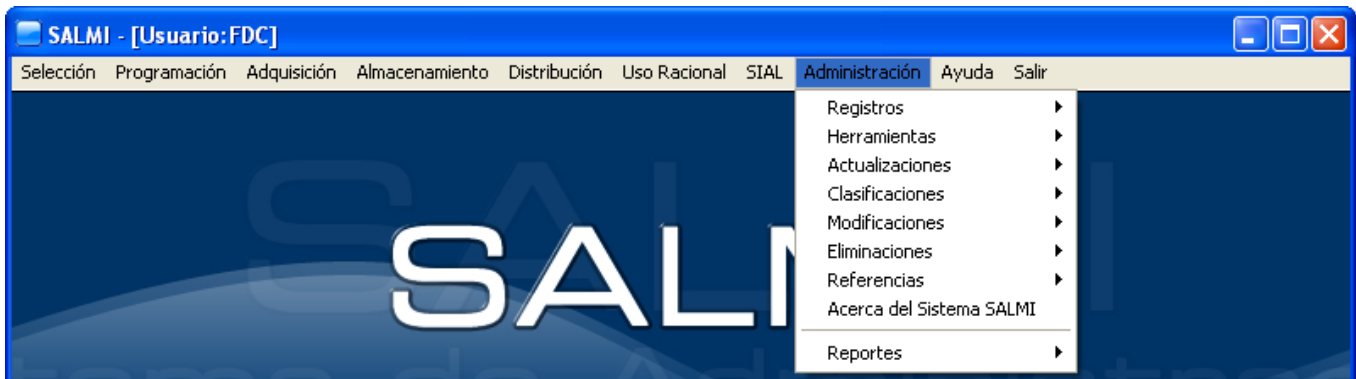 SALMI - [Usuario:FDC]
Selección Programación Adquisición Almacenamiento Distribución Uso Racional SIAL Administración Ayuda Salir
Registros
Herramientas
Actualizaciones
Clasificaciones
Modificaciones
Eliminaciones
Referencias
Acerca del Sistema SALMI
Reportes
SAL